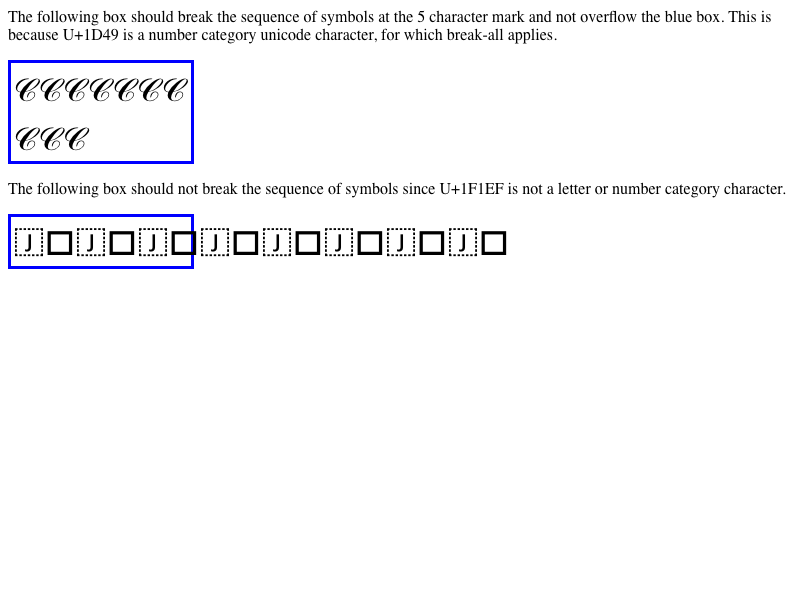 The following box should break the sequence of symbols at the 5 character mark and not overflow the blue box. This is
because U+1D49 is a number category unicode character, for which break-all applies.
𝒞𝒞𝒞𝒞𝒞𝒞𝒞
𝒞𝒞𝒞
The following box should not break the sequence of symbols since U+1F1EF is not a letter or number category character.
🇯□🇯□🇯□🇯□🇯□🇯□🇯□🇯□